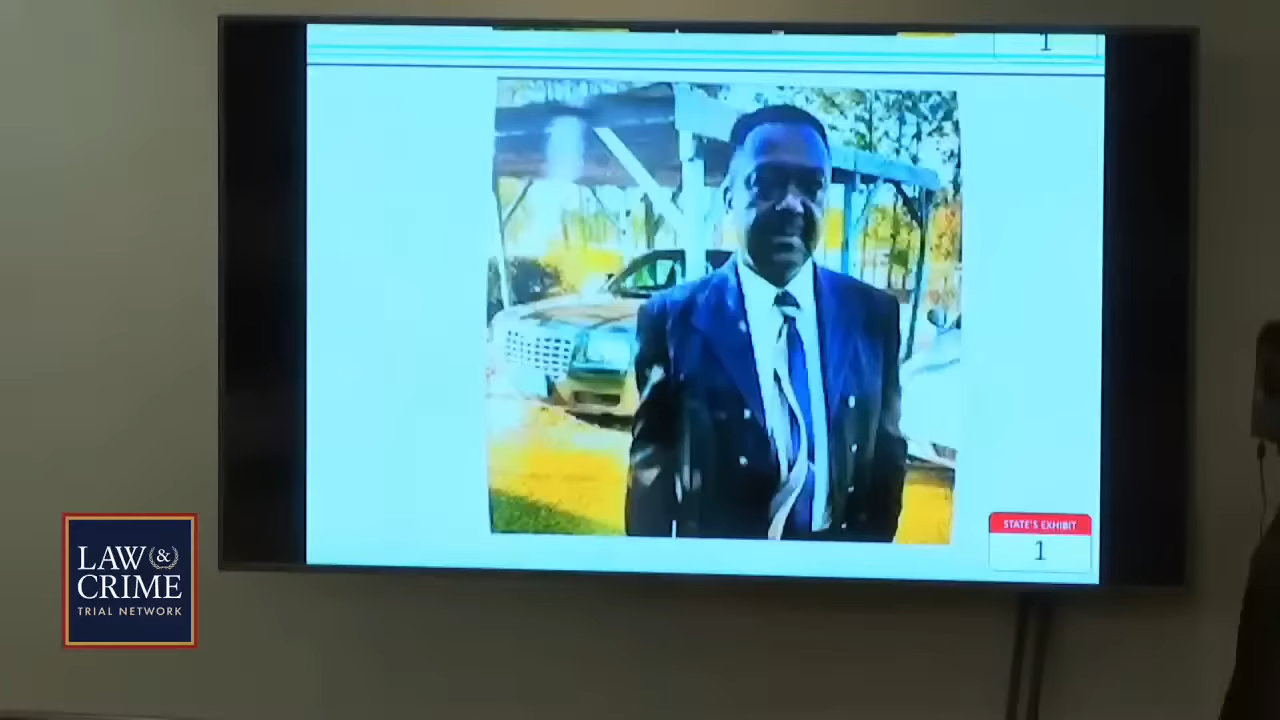 1
STATE'S EXHIBIT
1
LAW &
CRIME
TRIAL NETWORK